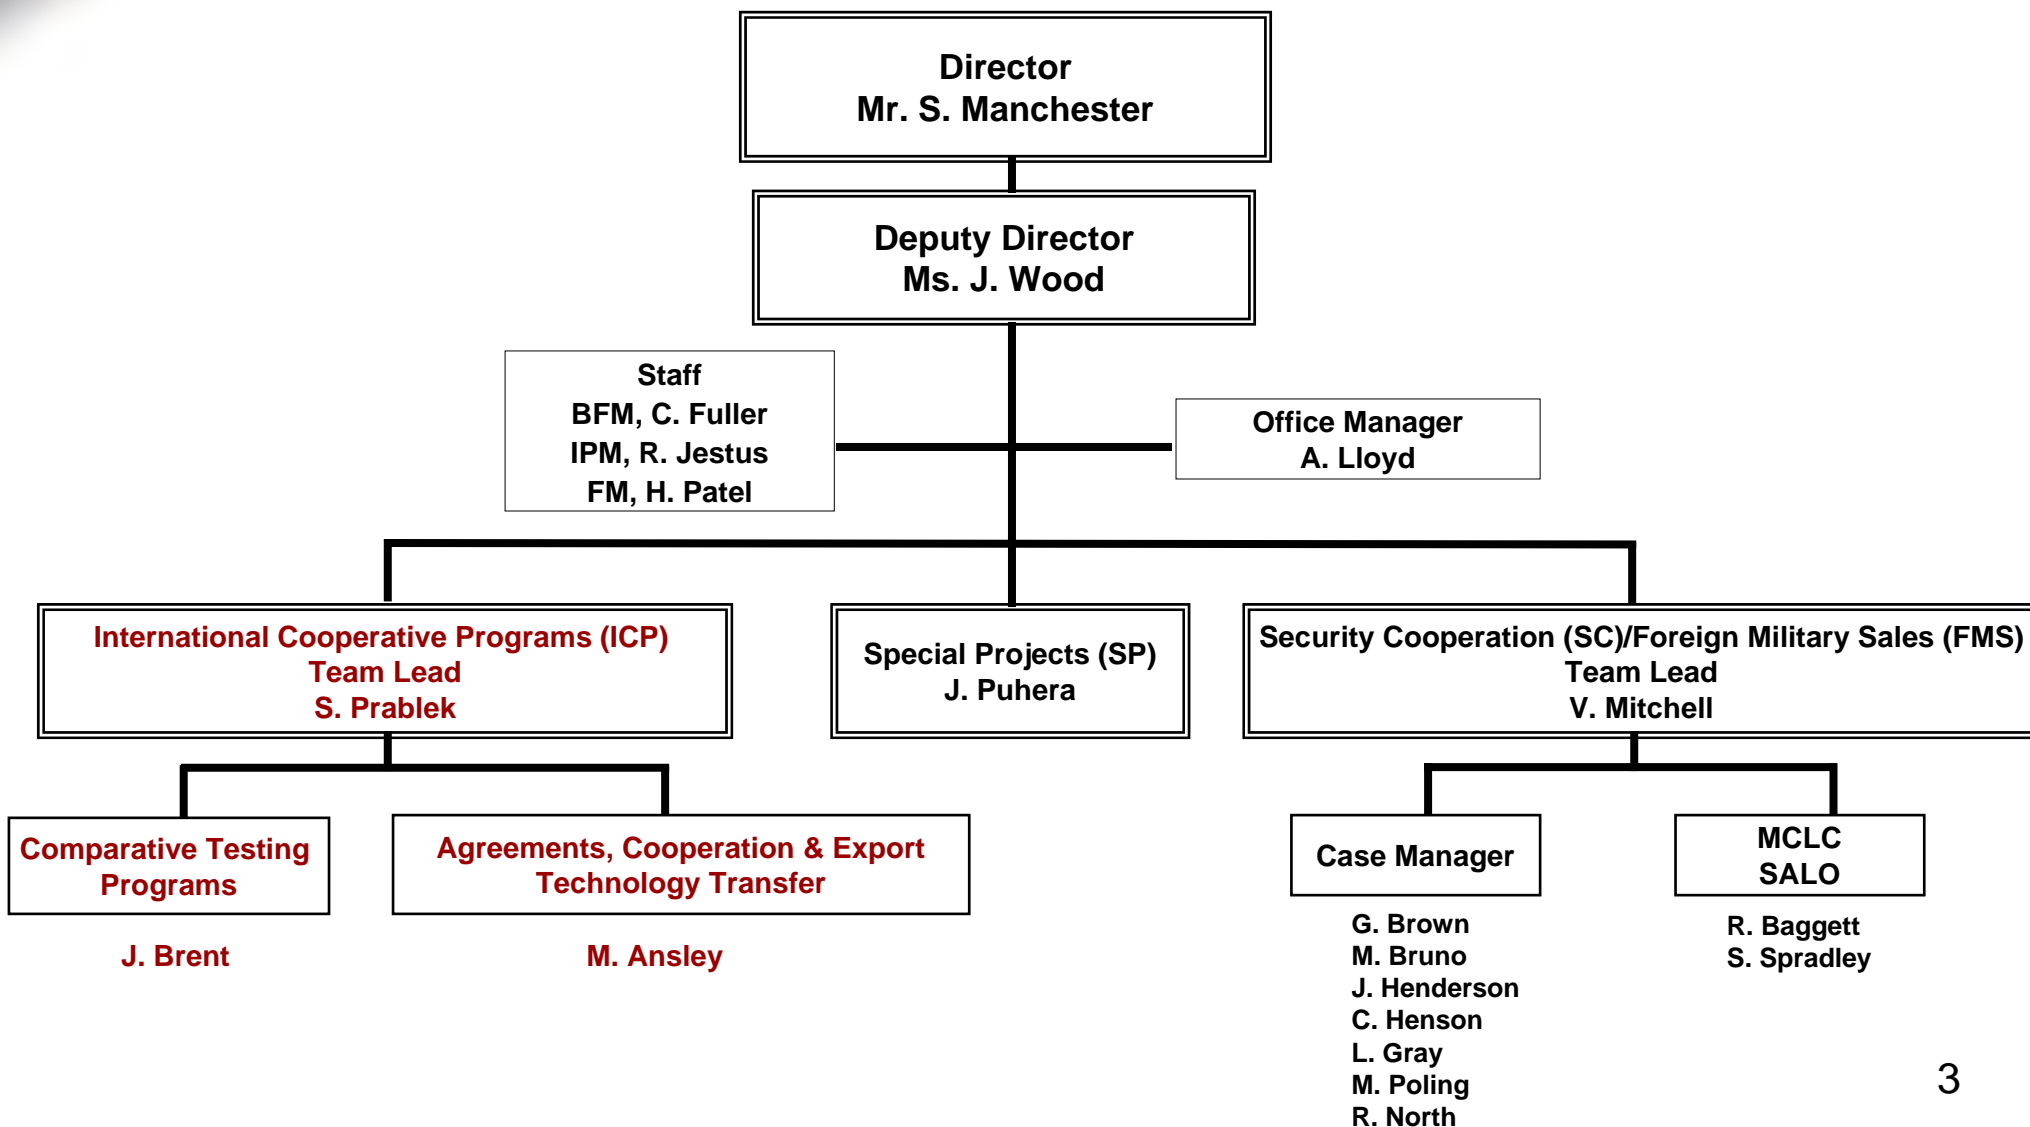 Director
Mr. S. Manchester
Deputy Director
Ms. J. Wood
Staff
BFM, C. Fuller
IPM, R. Jestus
FM, H. Patel
Office Manager
A. Lloyd
International Cooperative Programs (ICP)
Team Lead
S. Prablek
Special Projects (SP)
J. Puhera
Security Cooperation (SC)/Foreign Military Sales (FMS)
Team Lead
V. Mitchell
Comparative Testing
Programs
J. Brent
Agreements, Cooperation & Export
Technology Transfer
M. Ansley
Case Manager
G. Brown
M. Bruno
J. Henderson
C. Henson
L. Gray
M. Poling
R. North
MCLC
SALO
R. Baggett
S. Spradley
3